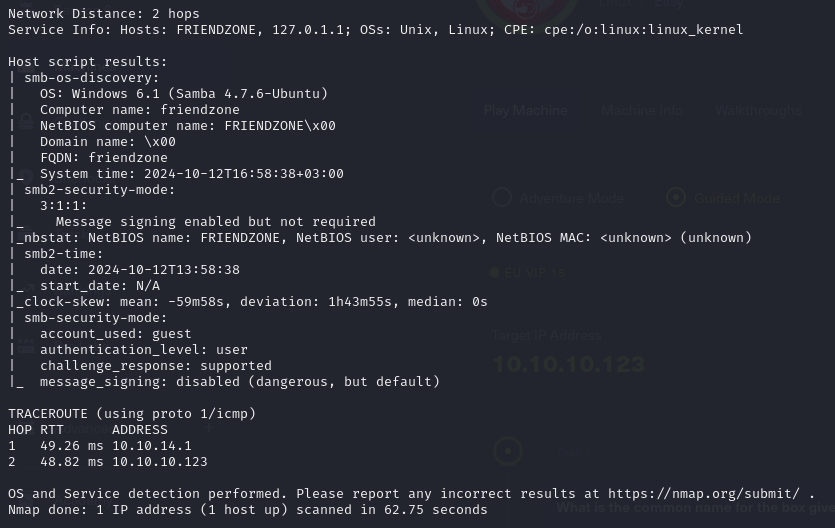 Network Distance: 2 hops
Service Info: Hosts: FRIENDZONE, 127.0.1.1; OSs: Unix, Linux; CPE: cpe:/o:linux:linux_kernel
Host script results:
| smb-os-discovery:
|   OS: Windows 6.1 (Samba 4.7.6-Ubuntu)
|   Computer name: friendzone
|   NetBIOS computer name: FRIENDZONE\x00
|   Domain name: \x00
|   FQDN: friendzone
|_  System time: 2024-10-12T16:58:38+03:00
| smb2-security-mode:
|   3:1:1:
|_    Message signing enabled but not required
|_nbstat: NetBIOS name: FRIENDZONE, NetBIOS user: <unknown>, NetBIOS MAC: <unknown> (unknown)
| smb2-time:
|   date: 2024-10-12T13:58:38
|_  start_date: N/A
|_clock-skew: mean: -59m58s, deviation: 1h43m55s, median: 0s
| smb-security-mode:
|   account_used: guest
|   authentication_level: user
|   challenge_response: supported
|_  message_signing: disabled (dangerous, but default)
TRACEROUTE (using proto 1/icmp)
HOP RTT      ADDRESS
1   49.26 ms 10.10.14.1
2   48.82 ms 10.10.10.123
OS and Service detection performed. Please report any incorrect results at https://nmap.org/submit/ .
Nmap done: 1 IP address (1 host up) scanned in 62.75 seconds
Linux Easy
Play Machine Machine Info Walkthroughs
Adventure Mode Guided Mode
EU VIP
Target IP Address
10.10.10.123
What is the common name for the box give